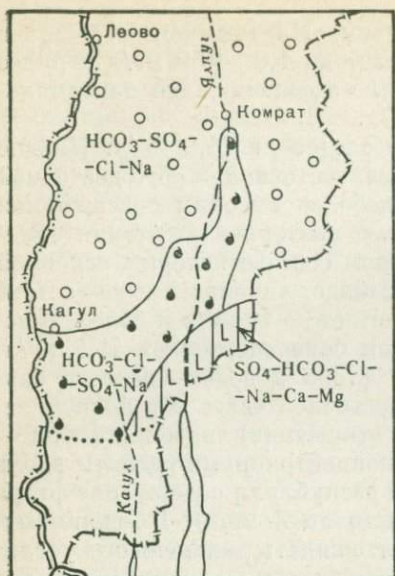 Леово
Ялпуг
Комрат
HCO₃–SO₄–
–Cl–Na
Кагул
HCO₃–Cl–
–SO₄–Na
SO₄–HCO₃–Cl–
–Na–Ca–Mg
L L
L L
L L
Кагул